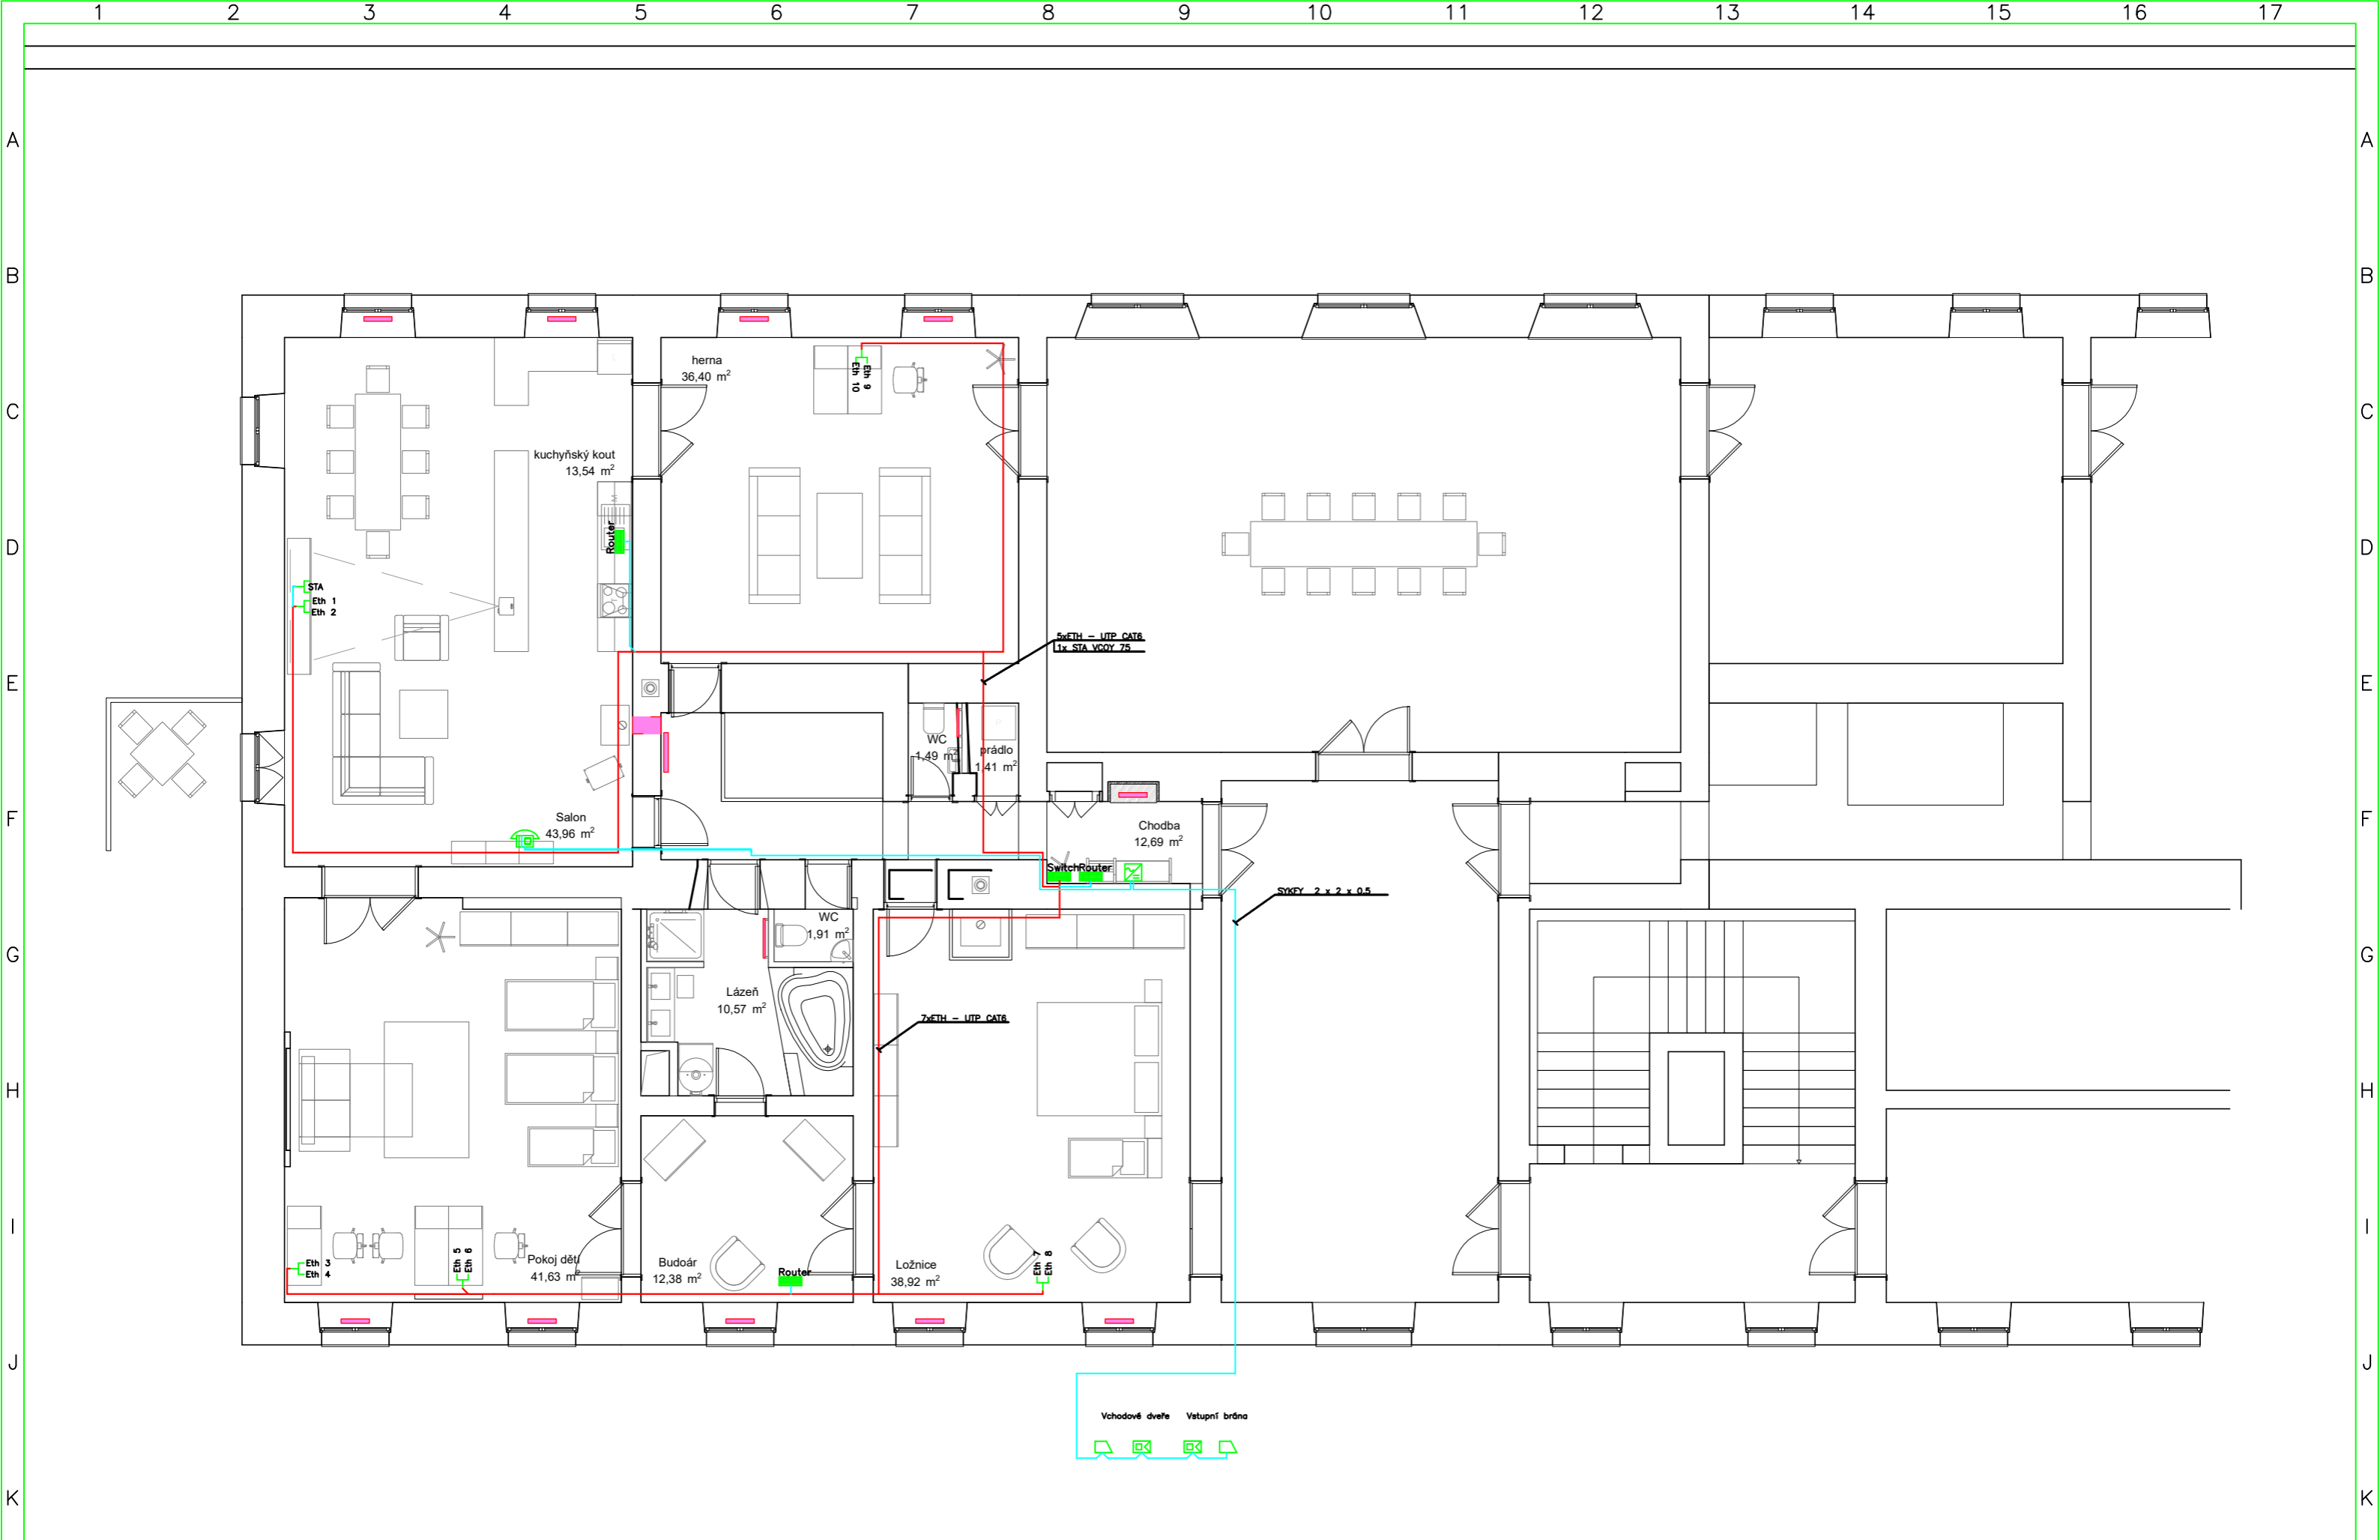 1 2 3 4 5 6 7 8 9 10 11 12 13 14 15 16 17
A A
B B
herna
36,40 m²
Eth 9
Eth 10
C C
kuchyňský kout
13,54 m²
M
Router
D D
STA
Eth 1
Eth 2
5xETH - UTP CAT6
1x STA VCOY 75
E E
WC
1,49 m²
prádlo
1,41 m²
Salon
43,96 m²
F F
Chodba
12,69 m²
Switch Router
SYKFY 2 x 2 x 0.5
WC
1,91 m²
G G
Lázeň
10,57 m²
7xETH - UTP CAT6
H H
I I
Eth 3
Eth 4
Eth 5
Eth 6
Pokoj dětí
41,63 m²
Budoár
12,38 m²
Router
Ložnice
38,92 m²
Eth 7
Eth 8
J J
Vchodové dveře Vstupní brána
K K